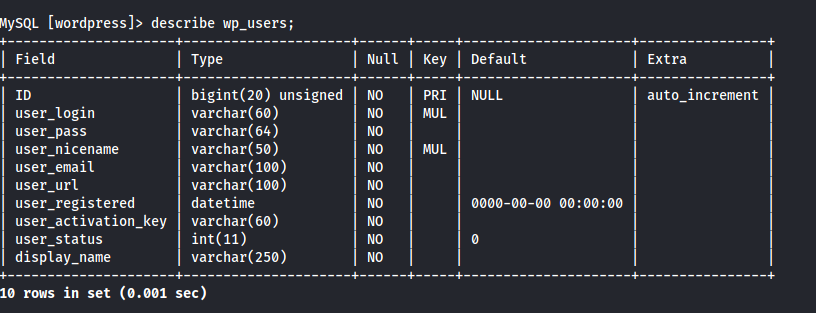 MySQL [wordpress]> describe wp_users;
+---------------------+---------------------+------+-----+---------------------+----------------+
| Field               | Type                | Null | Key | Default             | Extra          |
+---------------------+---------------------+------+-----+---------------------+----------------+
| ID                  | bigint(20) unsigned | NO   | PRI | NULL                | auto_increment |
| user_login          | varchar(60)         | NO   | MUL |                     |                |
| user_pass           | varchar(64)         | NO   |     |                     |                |
| user_nicename       | varchar(50)         | NO   | MUL |                     |                |
| user_email          | varchar(100)        | NO   |     |                     |                |
| user_url            | varchar(100)        | NO   |     |                     |                |
| user_registered     | datetime            | NO   |     | 0000-00-00 00:00:00 |                |
| user_activation_key | varchar(60)         | NO   |     |                     |                |
| user_status         | int(11)             | NO   |     | 0                   |                |
| display_name        | varchar(250)        | NO   |     |                     |                |
+---------------------+---------------------+------+-----+---------------------+----------------+
10 rows in set (0.001 sec)